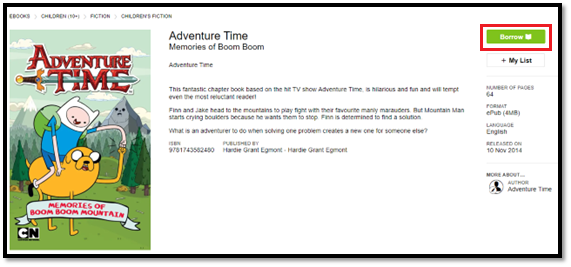 EBOOKS > CHILDREN (10+) > FICTION > CHILDREN'S FICTION
ADVENTURE
TIME
MEMORIES OF
BOOM BOOM MOUNTAIN
CN
Adventure Time
Memories of Boom Boom
Adventure Time
This fantastic chapter book based on the hit TV show Adventure Time, is hilarious and fun and will tempt
even the most reluctant reader!
Finn and Jake head to the mountains to play fight with their favourite manly marauders. But Mountain Man
starts crying boulders because he wants them to stop. Finn is determined to find a solution.
What is an adventurer to do when solving one problem creates a new one for someone else?
ISBN
9781743582480
PUBLISHED BY
Hardie Grant Egmont - Hardie Grant Egmont
Borrow
+ My List
NUMBER OF PAGES
64
FORMAT
ePub (4MB)
LANGUAGE
English
RELEASED ON
10 Nov 2014
MORE ABOUT...
AUTHOR
Adventure Time